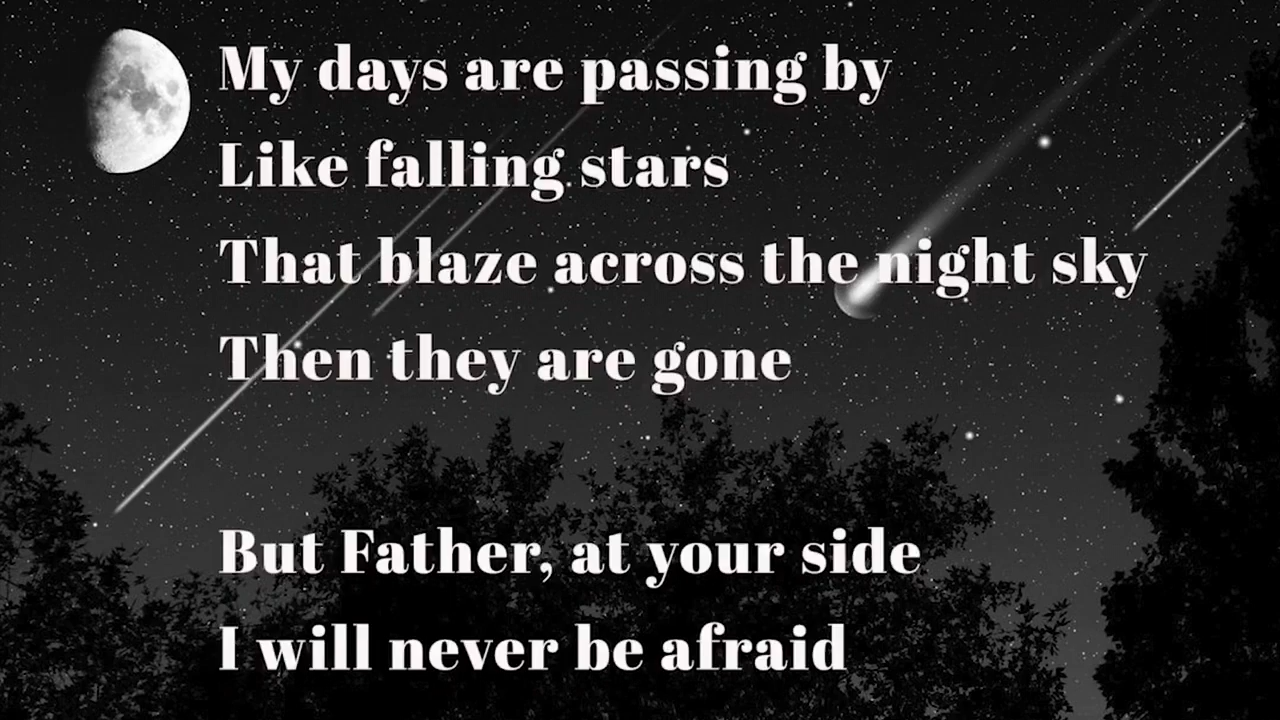 My days are passing by
Like falling stars
That blaze across the night sky
Then they are gone
But Father, at your side
I will never be afraid